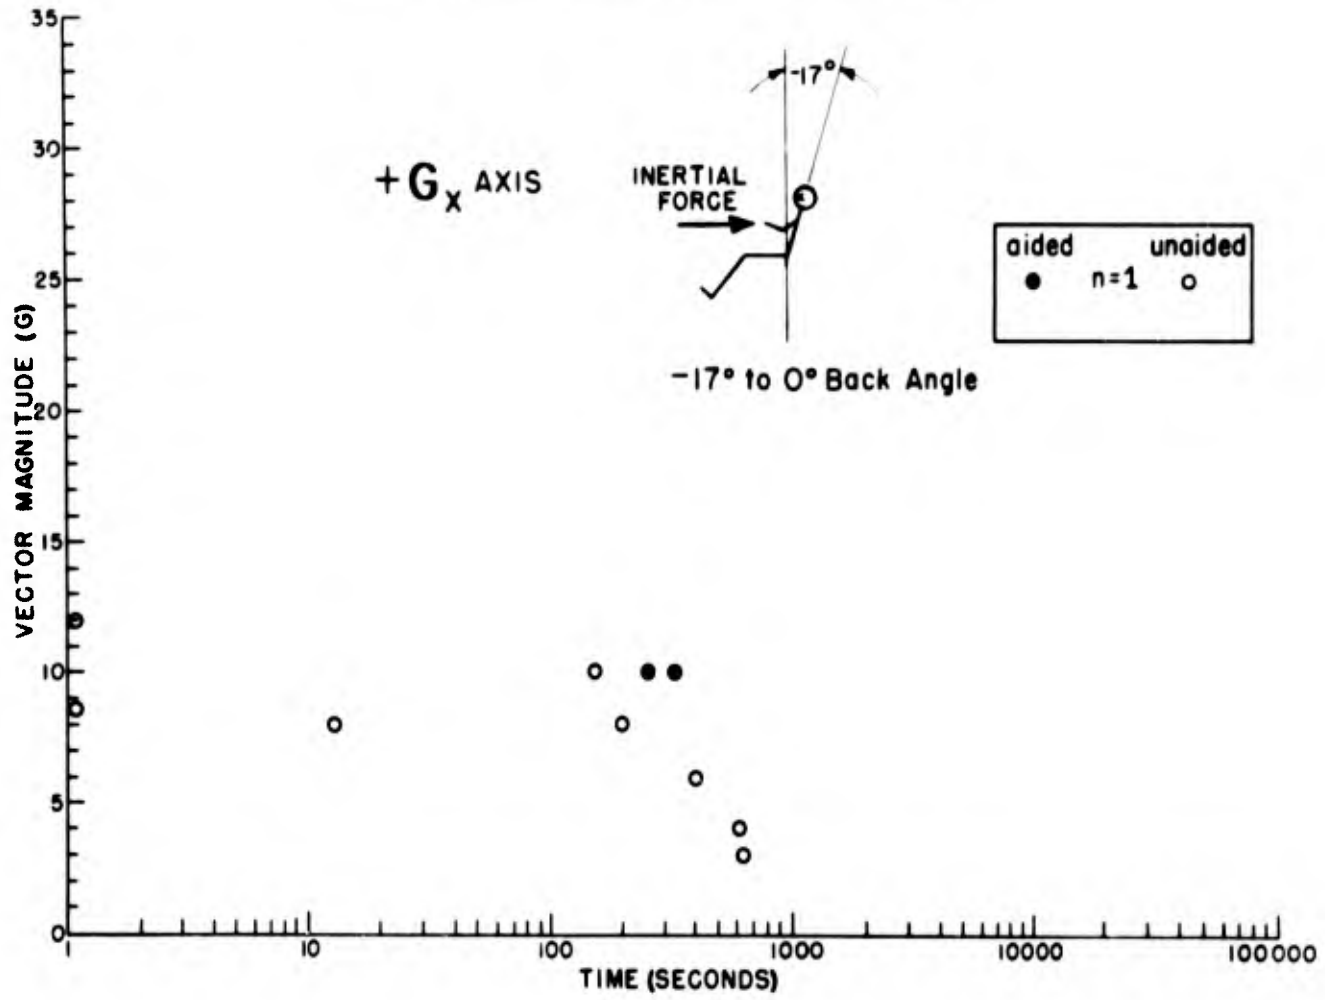 35
30
25
20
15
10
5
0
VECTOR MAGNITUDE (G)
+Gx AXIS
-17°
INERTIAL
FORCE
-17° to 0° Back Angle
aided unaided
n=1
1 10 100 1000 10000 100000
TIME (SECONDS)